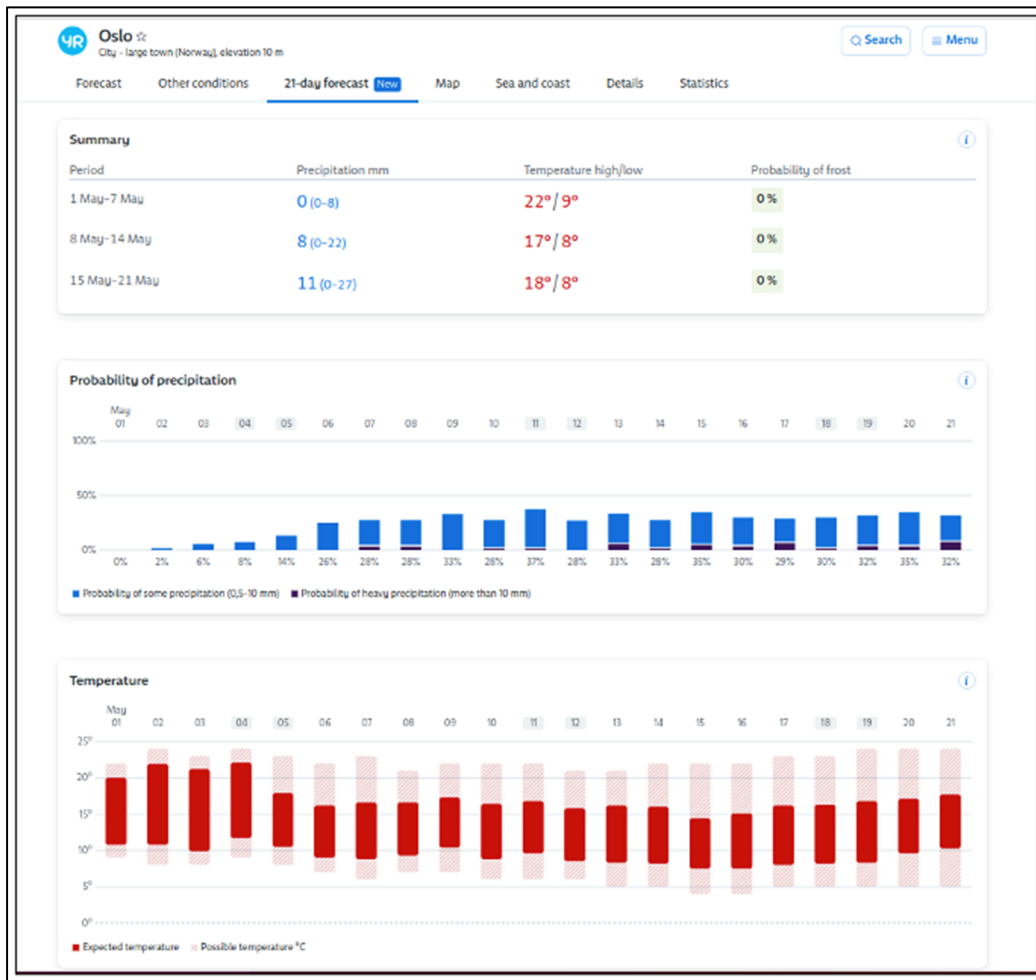 YR Oslo ☆
City - large town (Norway), elevation 10 m
Search Menu
Forecast Other conditions 21-day forecast New Map Sea and coast Details Statistics
Summary i
Period Precipitation mm Temperature high/low Probability of frost
1 May-7 May 0 (0-8) 22°/9° 0 %
8 May-14 May 8 (0-22) 17°/8° 0 %
15 May-21 May 11 (0-27) 18°/8° 0 %
Probability of precipitation i
May
01 02 03 04 05 06 07 08 09 10 11 12 13 14 15 16 17 18 19 20 21
100%
50%
0%
0% 2% 6% 8% 14% 26% 28% 28% 33% 28% 37% 28% 33% 28% 35% 30% 29% 30% 32% 35% 32%
Probability of some precipitation (0,5-10 mm) Probability of heavy precipitation (more than 10 mm)
Temperature i
May
01 02 03 04 05 06 07 08 09 10 11 12 13 14 15 16 17 18 19 20 21
25°
20°
15°
10°
5°
0°
Expected temperature Possible temperature °C